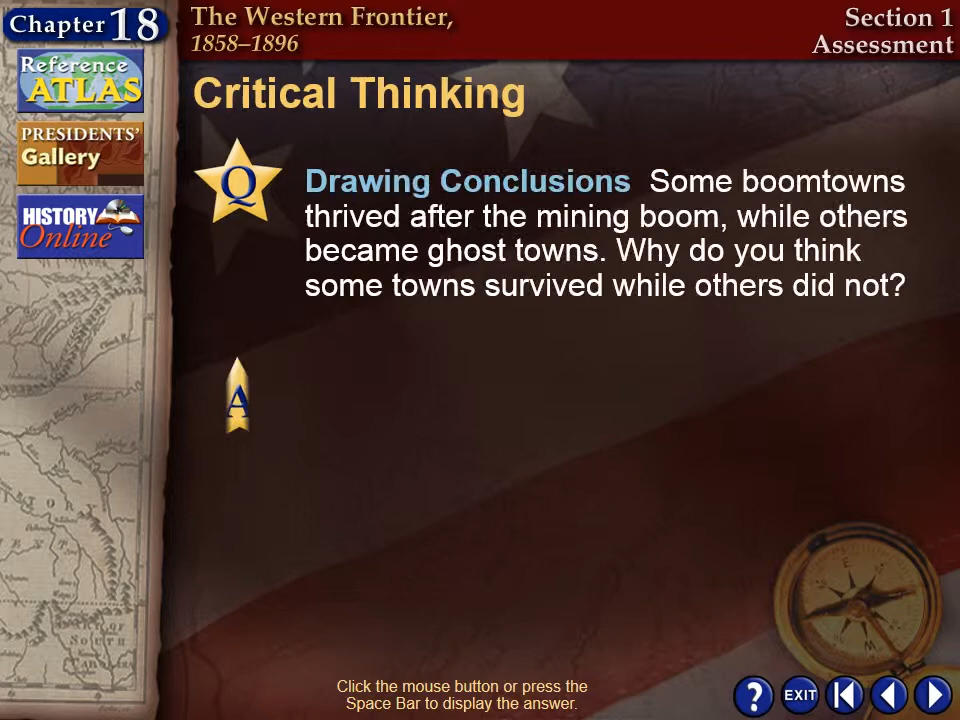 Chapter 18
The Western Frontier,
1858–1896
Section 1
Assessment
Reference
ATLAS
PRESIDENTS'
Gallery
HISTORY
Online
Critical Thinking
Q
Drawing Conclusions Some boomtowns
thrived after the mining boom, while others
became ghost towns. Why do you think
some towns survived while others did not?
A
Click the mouse button or press the
Space Bar to display the answer.
?
EXIT